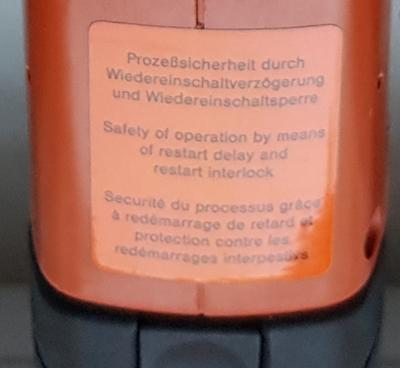 Prozeßsicherheit durch
Wiedereinschaltverzögerung
und Wiedereinschaltsperre
Safety of operation by means
of restart delay and
restart interlock
Securité du processus grâce
à redémarrage de retard et
protection contre les
redémarrages interpestivs